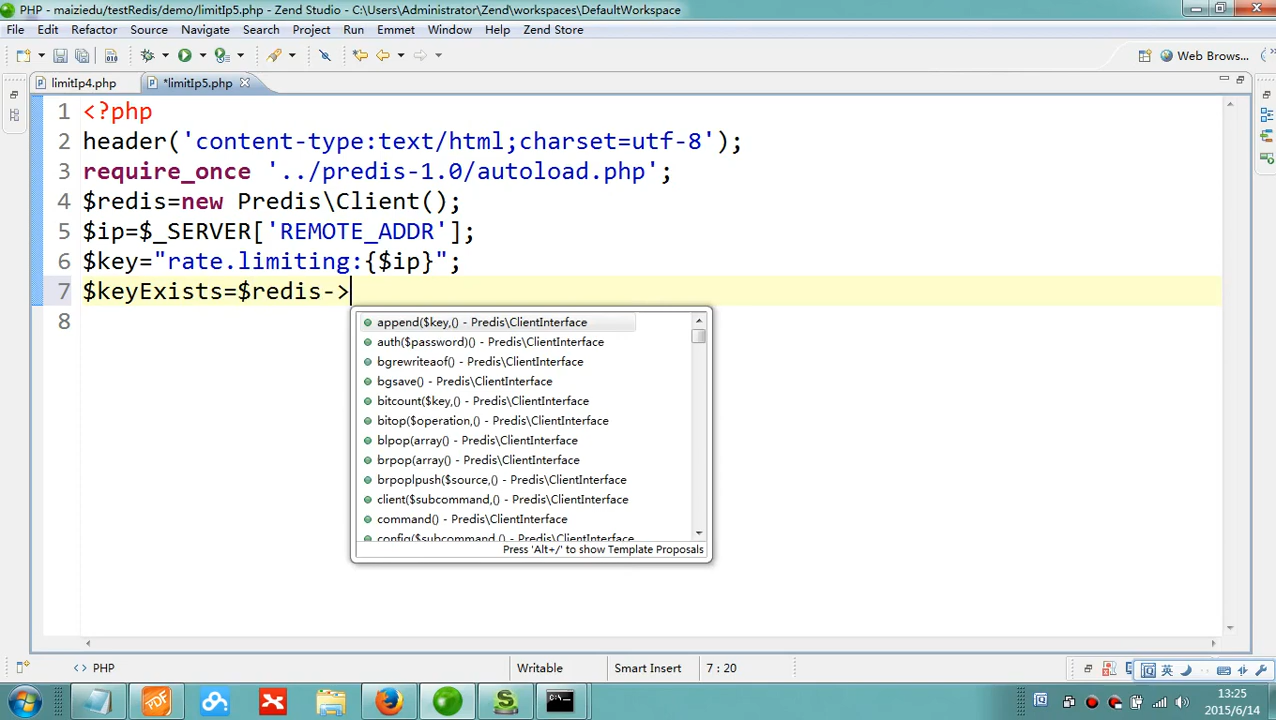 PHP - maiziedu/testRedis/demo/limitIp5.php - Zend Studio - C:\Users\Administrator\Zend\workspaces\DefaultWorkspace
File Edit Refactor Source Navigate Search Project Run Emmet Window Help Zend Store
Web Brows...
limitIp4.php *limitIp5.php
1 <?php
2 header('content-type:text/html;charset=utf-8');
3 require_once '../predis-1.0/autoload.php';
4 $redis=new Predis\Client();
5 $ip=$_SERVER['REMOTE_ADDR'];
6 $key="rate.limiting:{$ip}";
7 $keyExists=$redis->
8
append($key,() - Predis\ClientInterface
auth($password)() - Predis\ClientInterface
bgrewriteaof() - Predis\ClientInterface
bgsave() - Predis\ClientInterface
bitcount($key,() - Predis\ClientInterface
bitop($operation,() - Predis\ClientInterface
blpop(array() - Predis\ClientInterface
brpop(array() - Predis\ClientInterface
brpoplpush($source,() - Predis\ClientInterface
client($subcommand,() - Predis\ClientInterface
command() - Predis\ClientInterface
config($subcommand,() - Predis\ClientInterface
Press 'Alt+/' to show Template Proposals
<> PHP Writable Smart Insert 7 : 20
英
PDF
13:25
2015/6/14